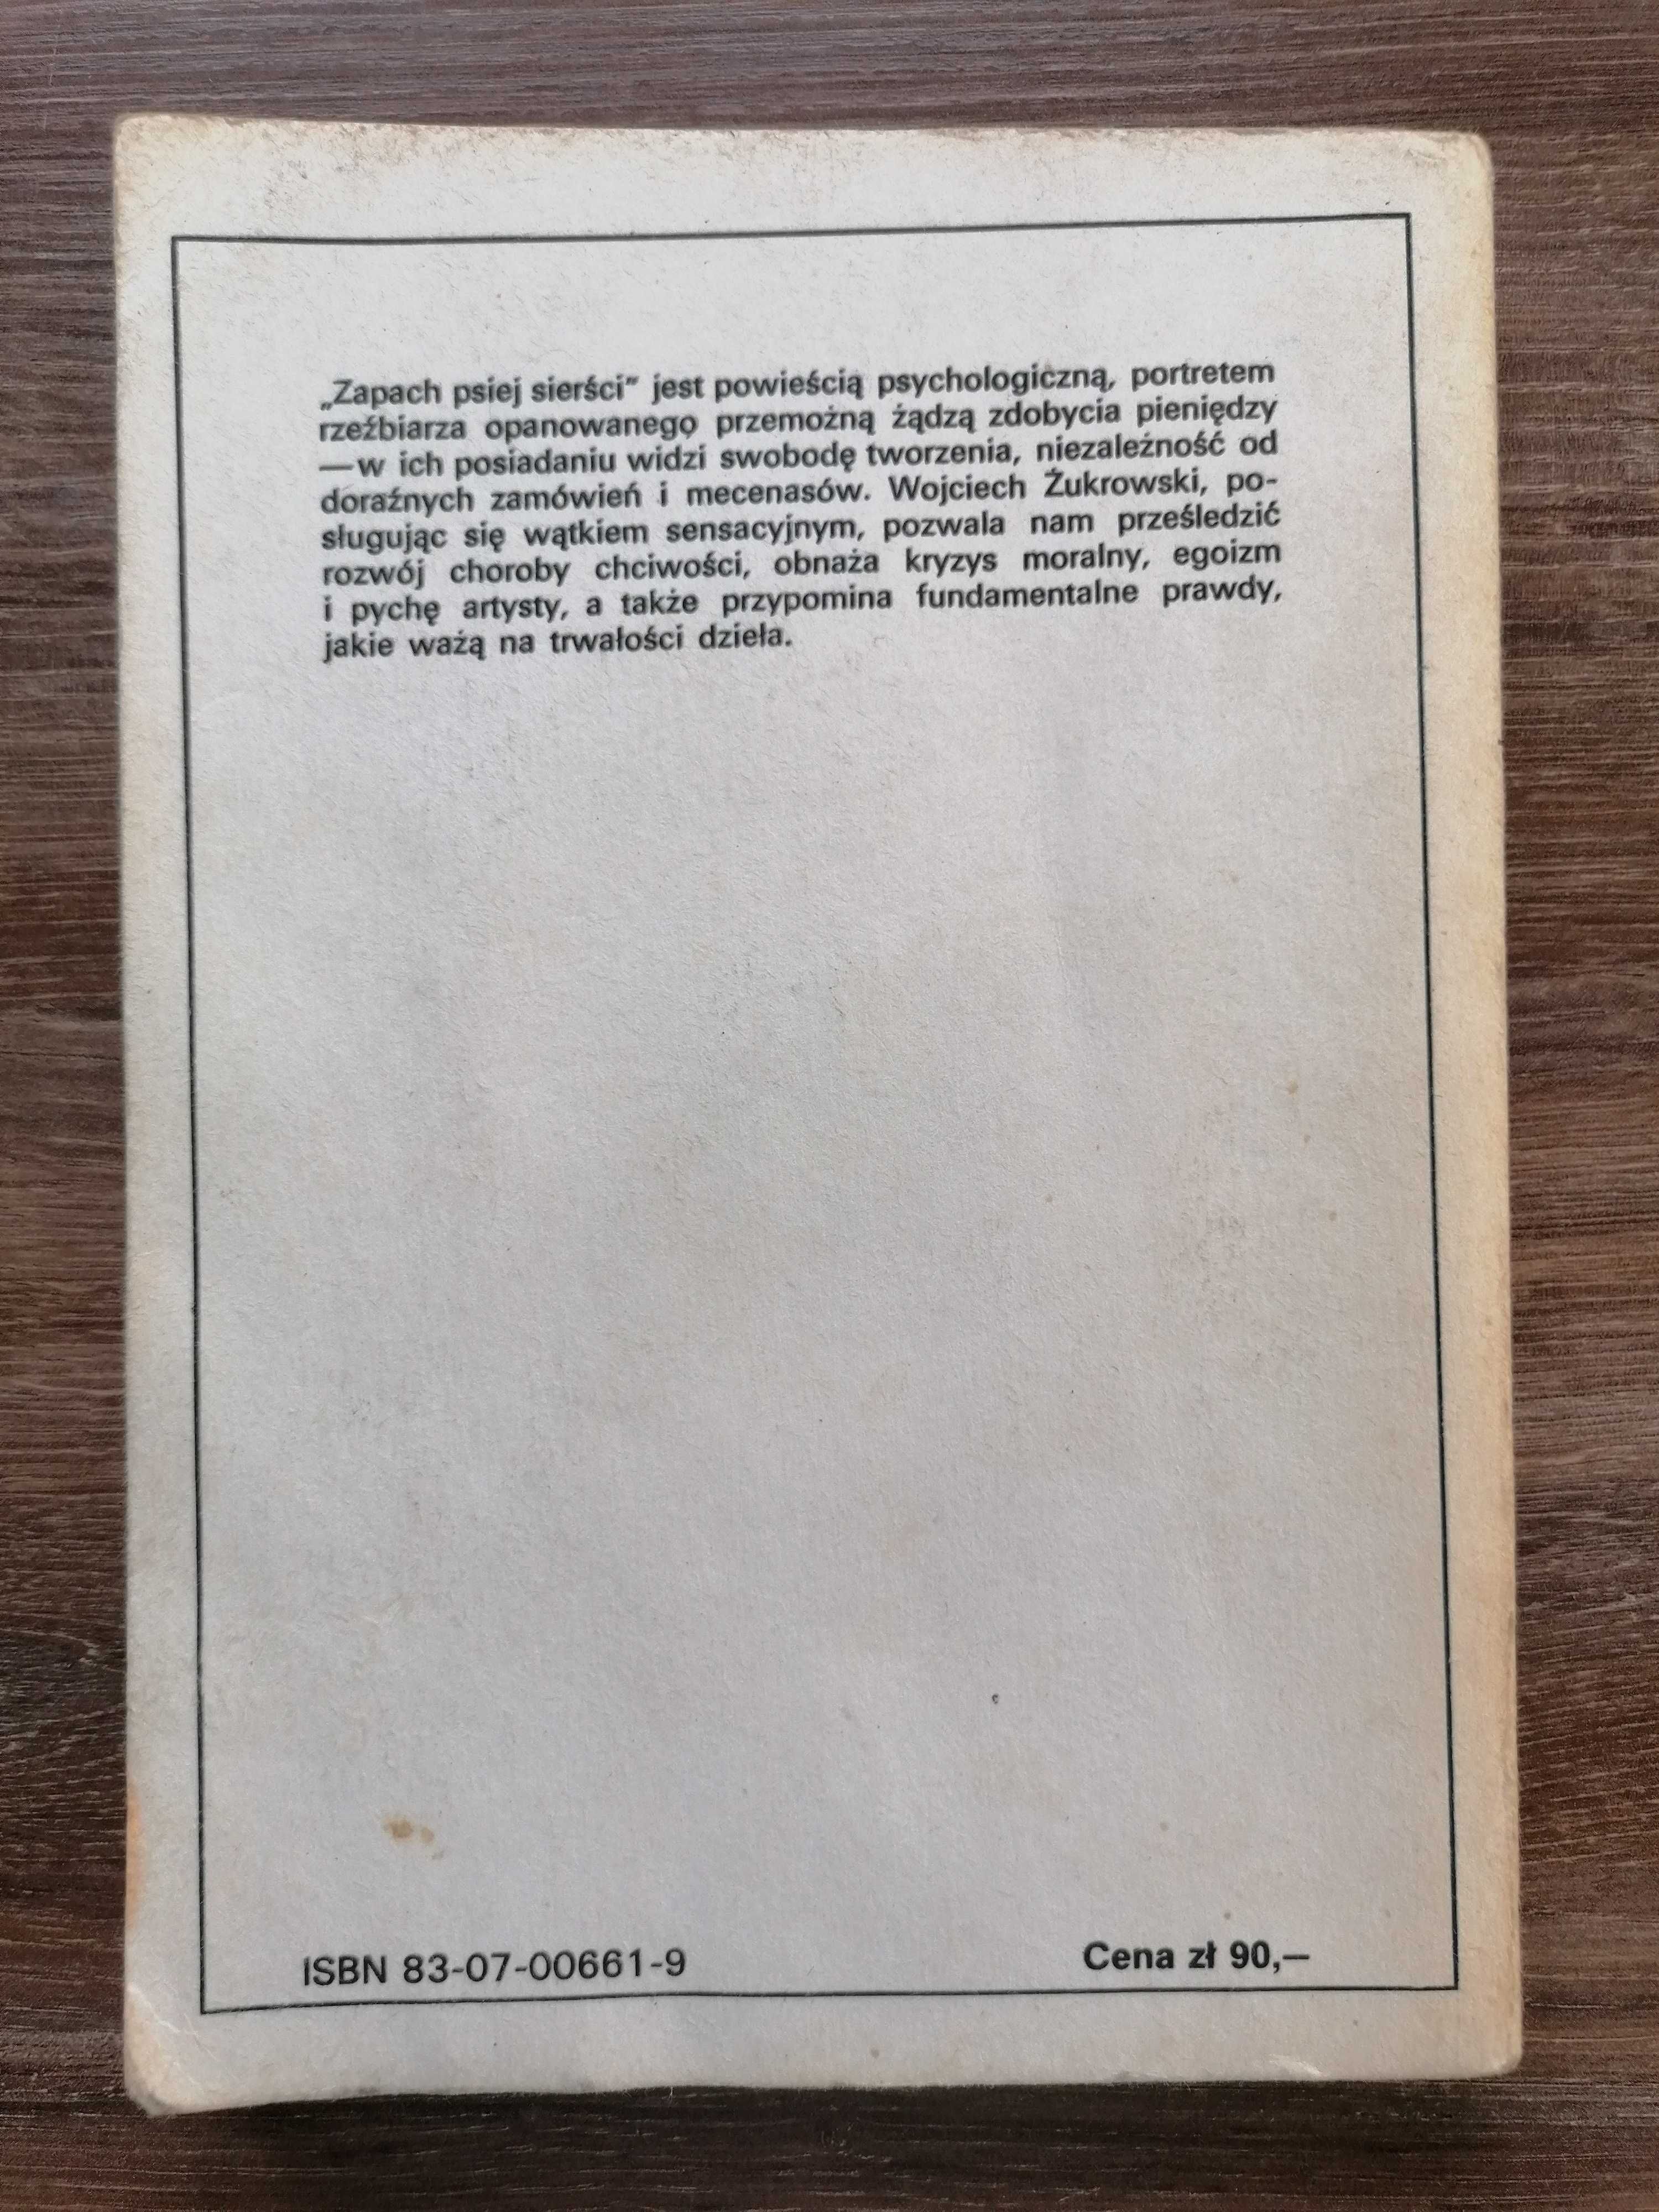 „Zapach psiej sierści” jest powieścią psychologiczną, portretem
rzeźbiarza opanowanego przemożną żądzą zdobycia pieniędzy
—w ich posiadaniu widzi swobodę tworzenia, niezależność od
doraźnych zamówień i mecenasów. Wojciech Żukrowski, po-
sługując się wątkiem sensacyjnym, pozwala nam prześledzić
rozwój choroby chciwości, obnaża kryzys moralny, egoizm
i pychę artysty, a także przypomina fundamentalne prawdy,
jakie ważą na trwałości dzieła.
ISBN 83-07-00661-9
Cena zł 90,—